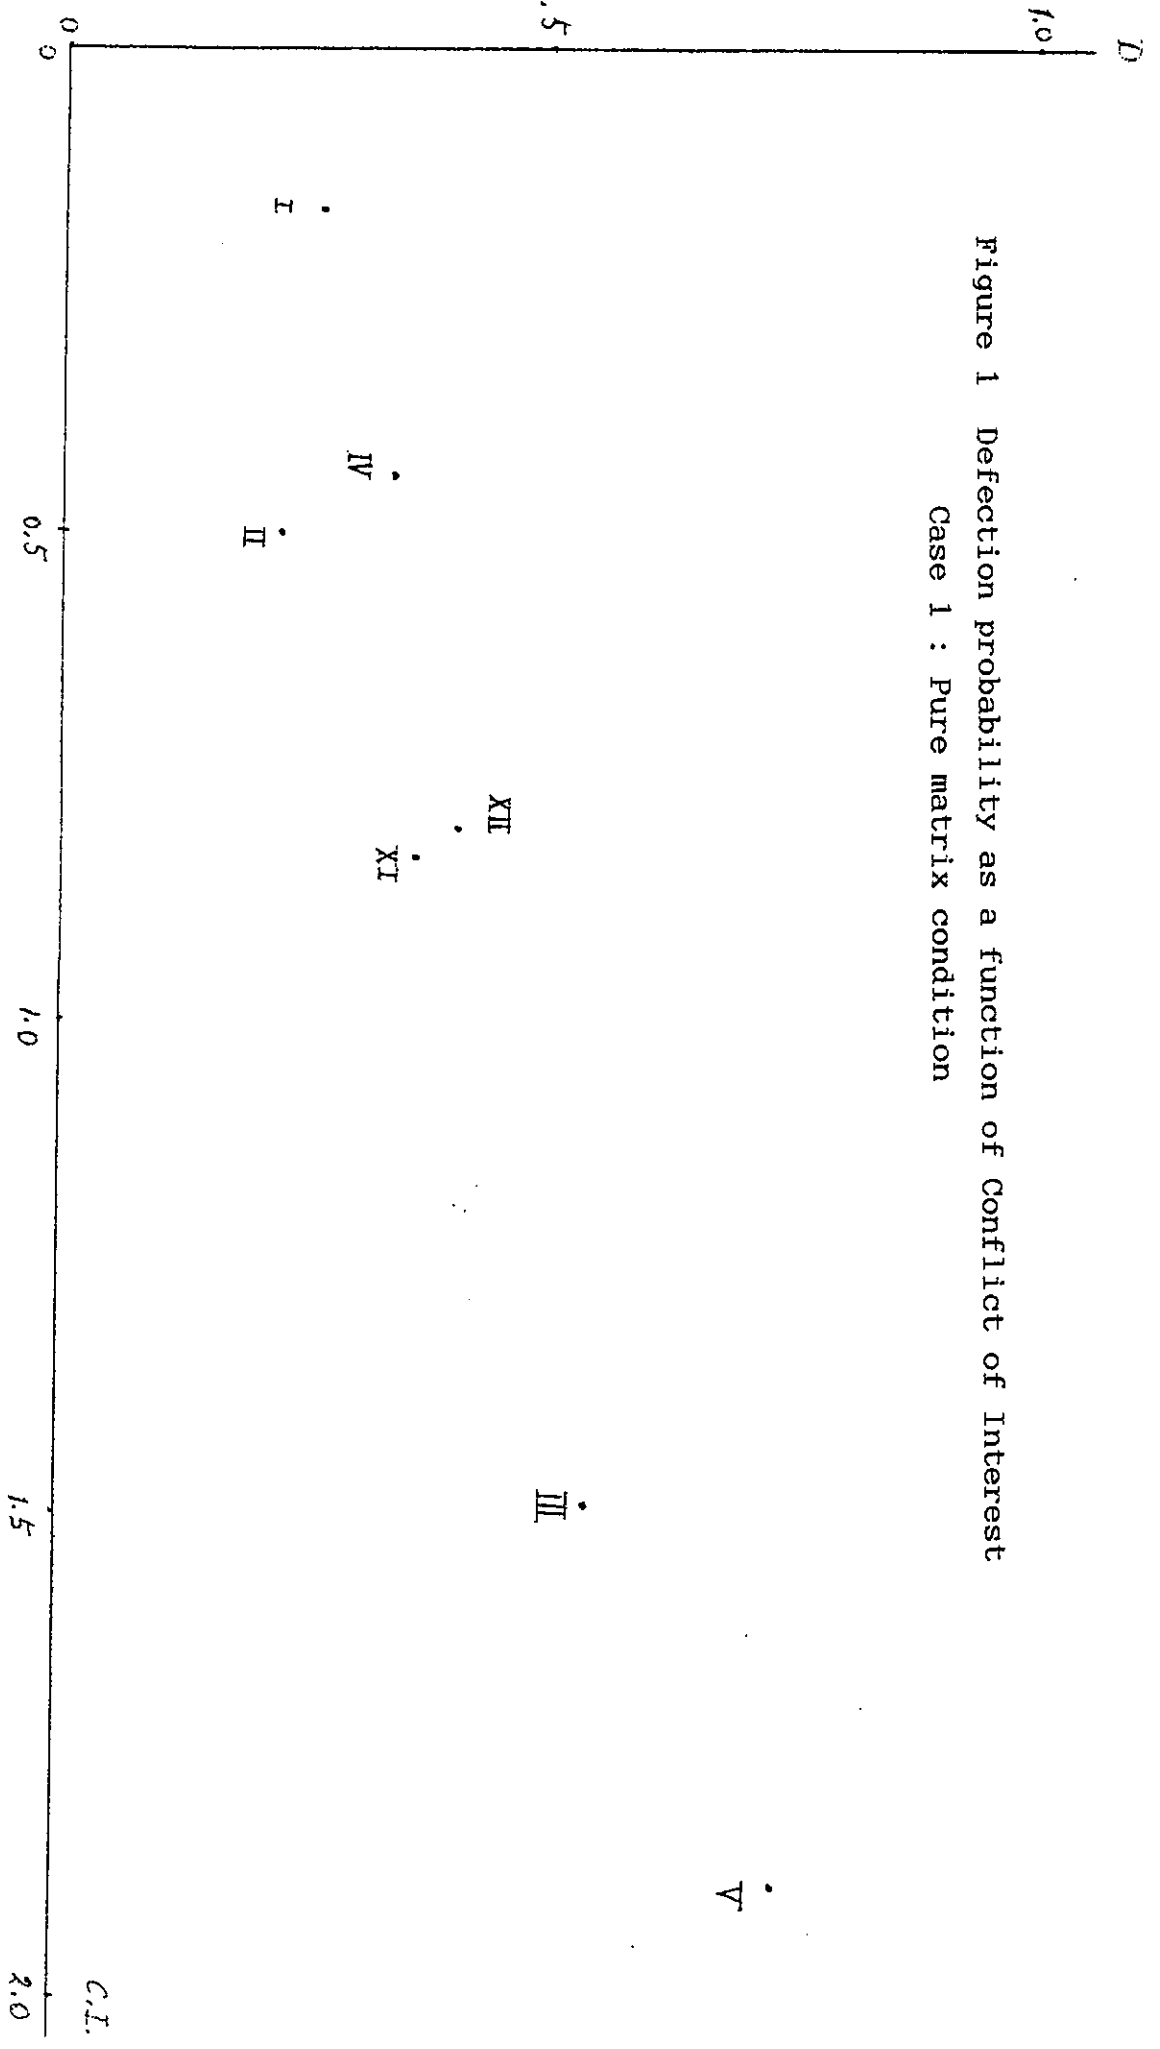 Figure 1 Defection probability as a function of Conflict of Interest
Case 1 : Pure matrix condition
D
1.0
.5
0
0
0.5
1.0
1.5
2.0
C.I.
I
IV
II
XII
XI
III
V